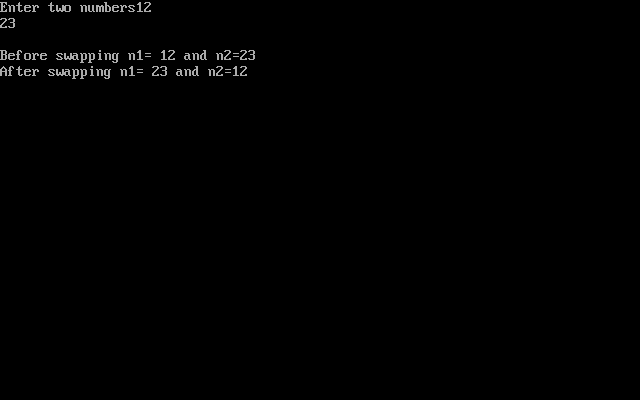 Enter two numbers12
23
Before swapping n1= 12 and n2=23
After swapping n1= 23 and n2=12